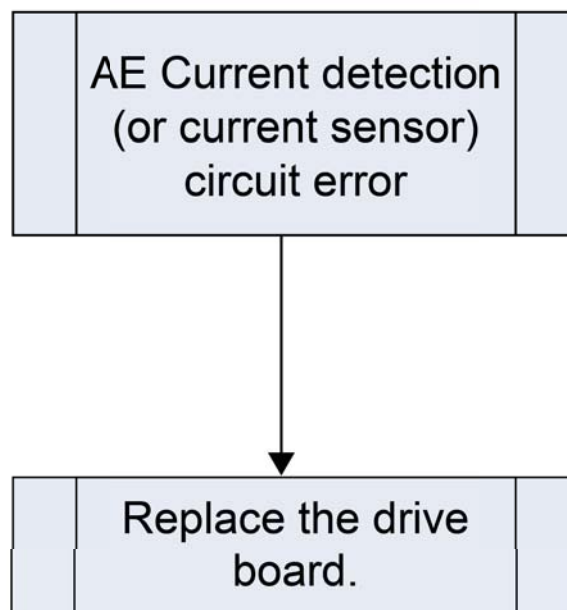 AE Current detection
(or current sensor)
circuit error
Replace the drive
board.